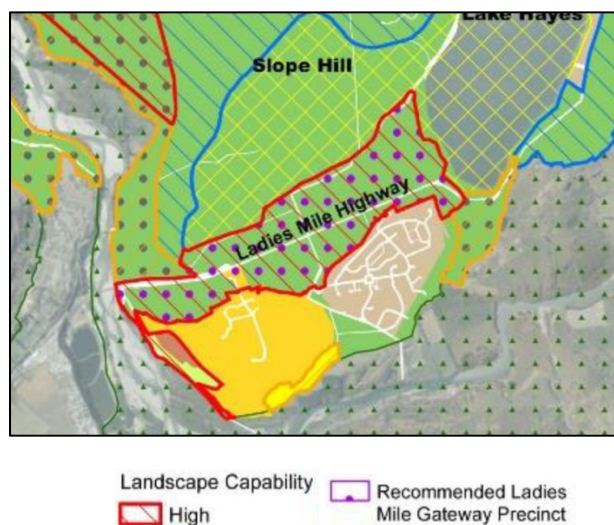 Lake Hayes
Slope Hill
Ladies Mile Highway
Landscape Capability
High
Recommended Ladies
Mile Gateway Precinct